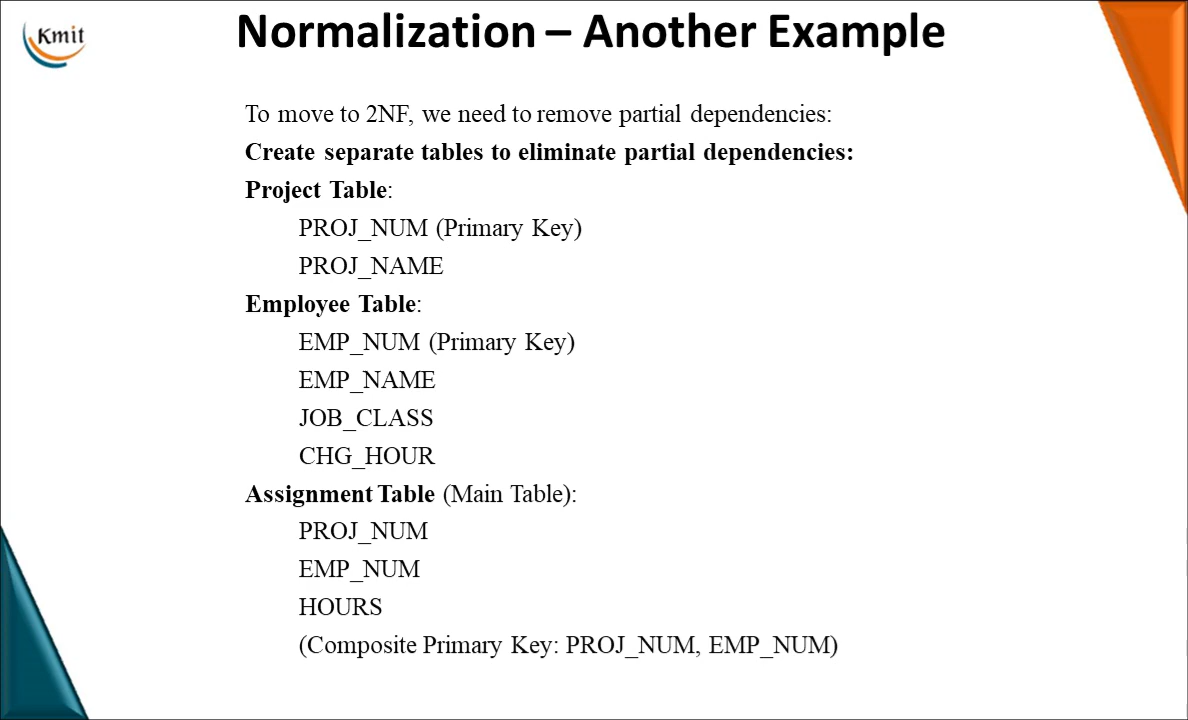 Kmit
Normalization – Another Example
To move to 2NF, we need to remove partial dependencies:
Create separate tables to eliminate partial dependencies:
Project Table:
PROJ_NUM (Primary Key)
PROJ_NAME
Employee Table:
EMP_NUM (Primary Key)
EMP_NAME
JOB_CLASS
CHG_HOUR
Assignment Table (Main Table):
PROJ_NUM
EMP_NUM
HOURS
(Composite Primary Key: PROJ_NUM, EMP_NUM)